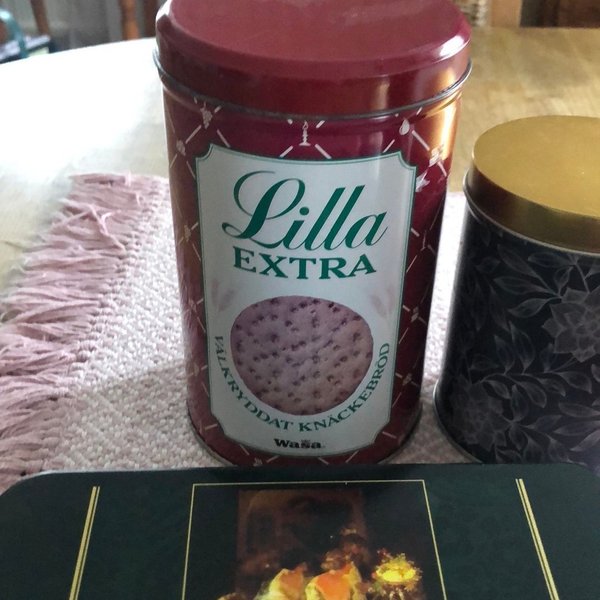 Lilla
EXTRA
VÄLKRYDDAT KNÄCKEBRÖD
Wasa